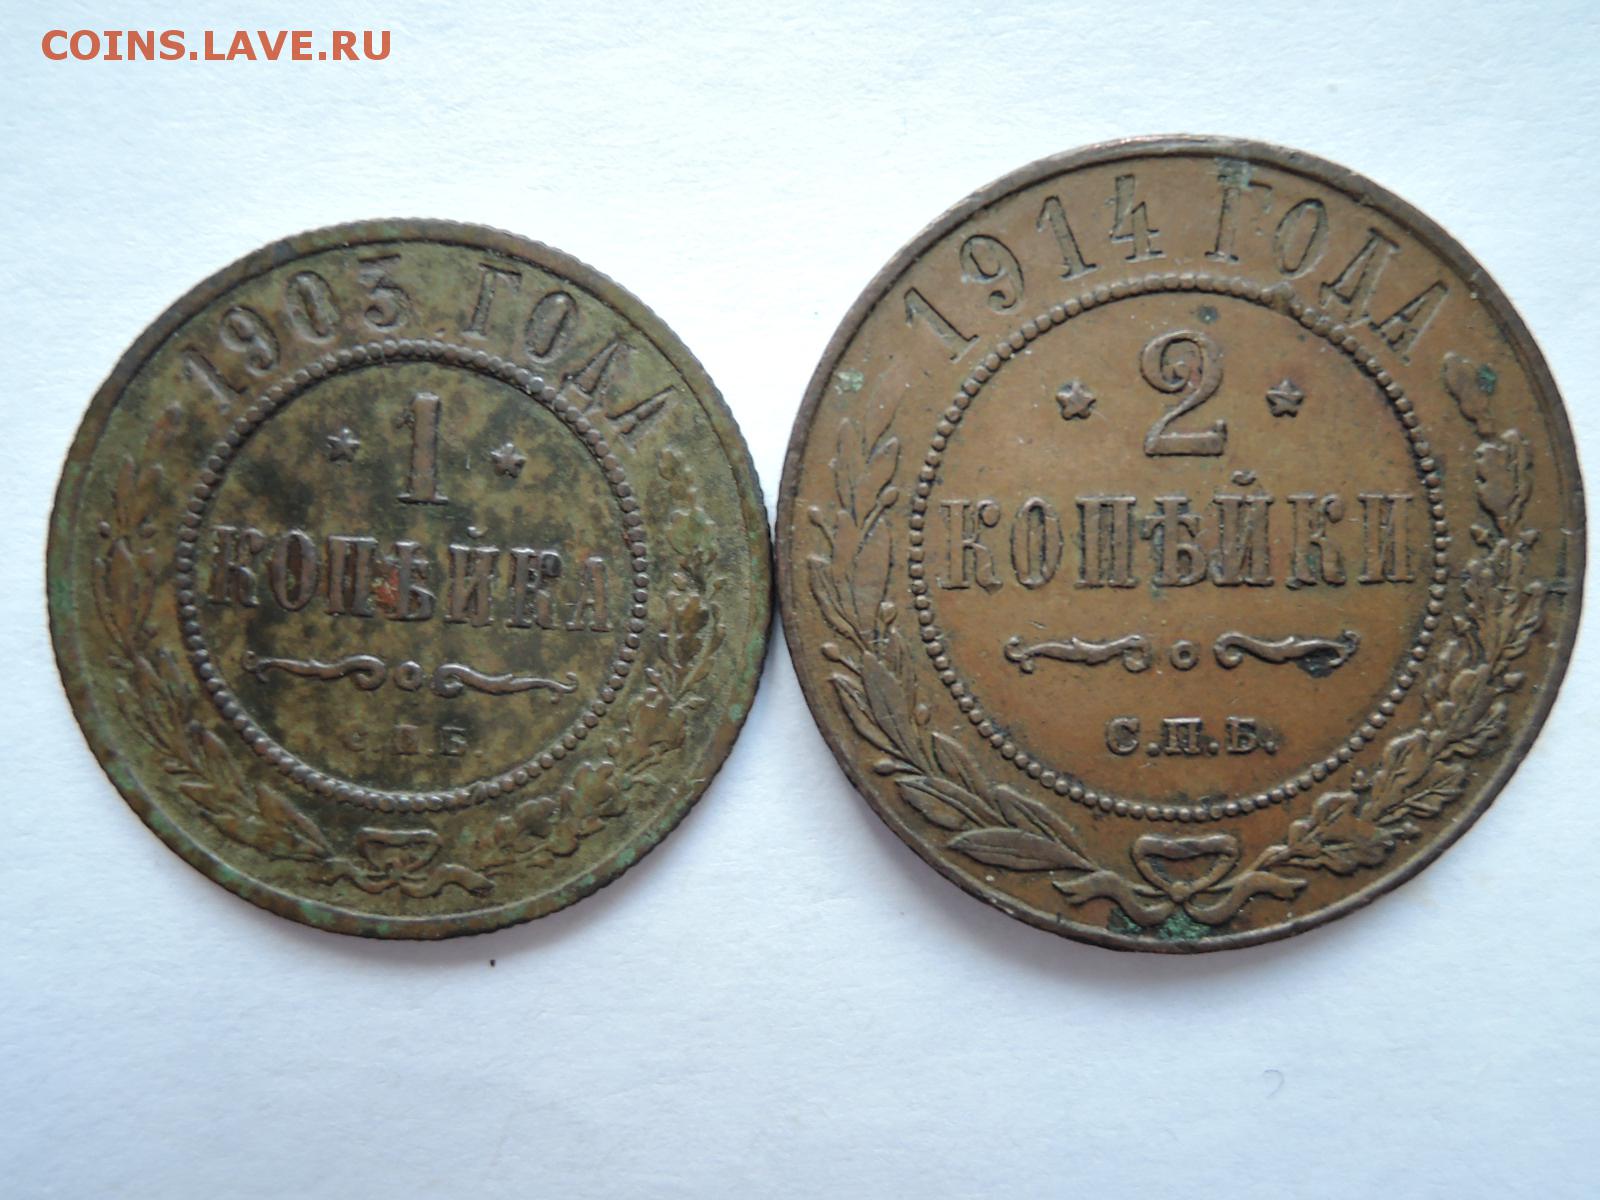 COINS.LAVE.RU
1903 ГОДА
1
КОПѢЙКА
С.П.Б.
1914 ГОДА
2
КОПѢЙКИ
С.П.Б.